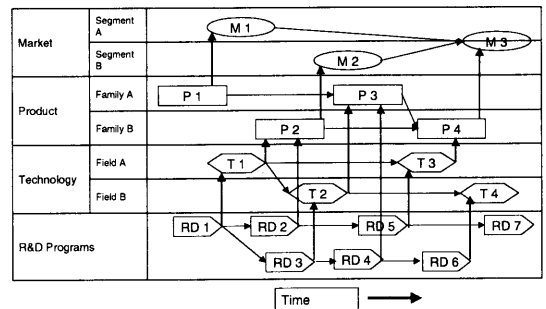 Market
Segment
A
M 1
Segment
B
M 2
M 3
Product
Family A
P 1
P 3
Family B
P 2
P 4
Technology
Field A
T 1
T 3
Field B
T 2
T 4
R&D Programs
RD 1
RD 2
RD 5
RD 7
RD 3
RD 4
RD 6
Time